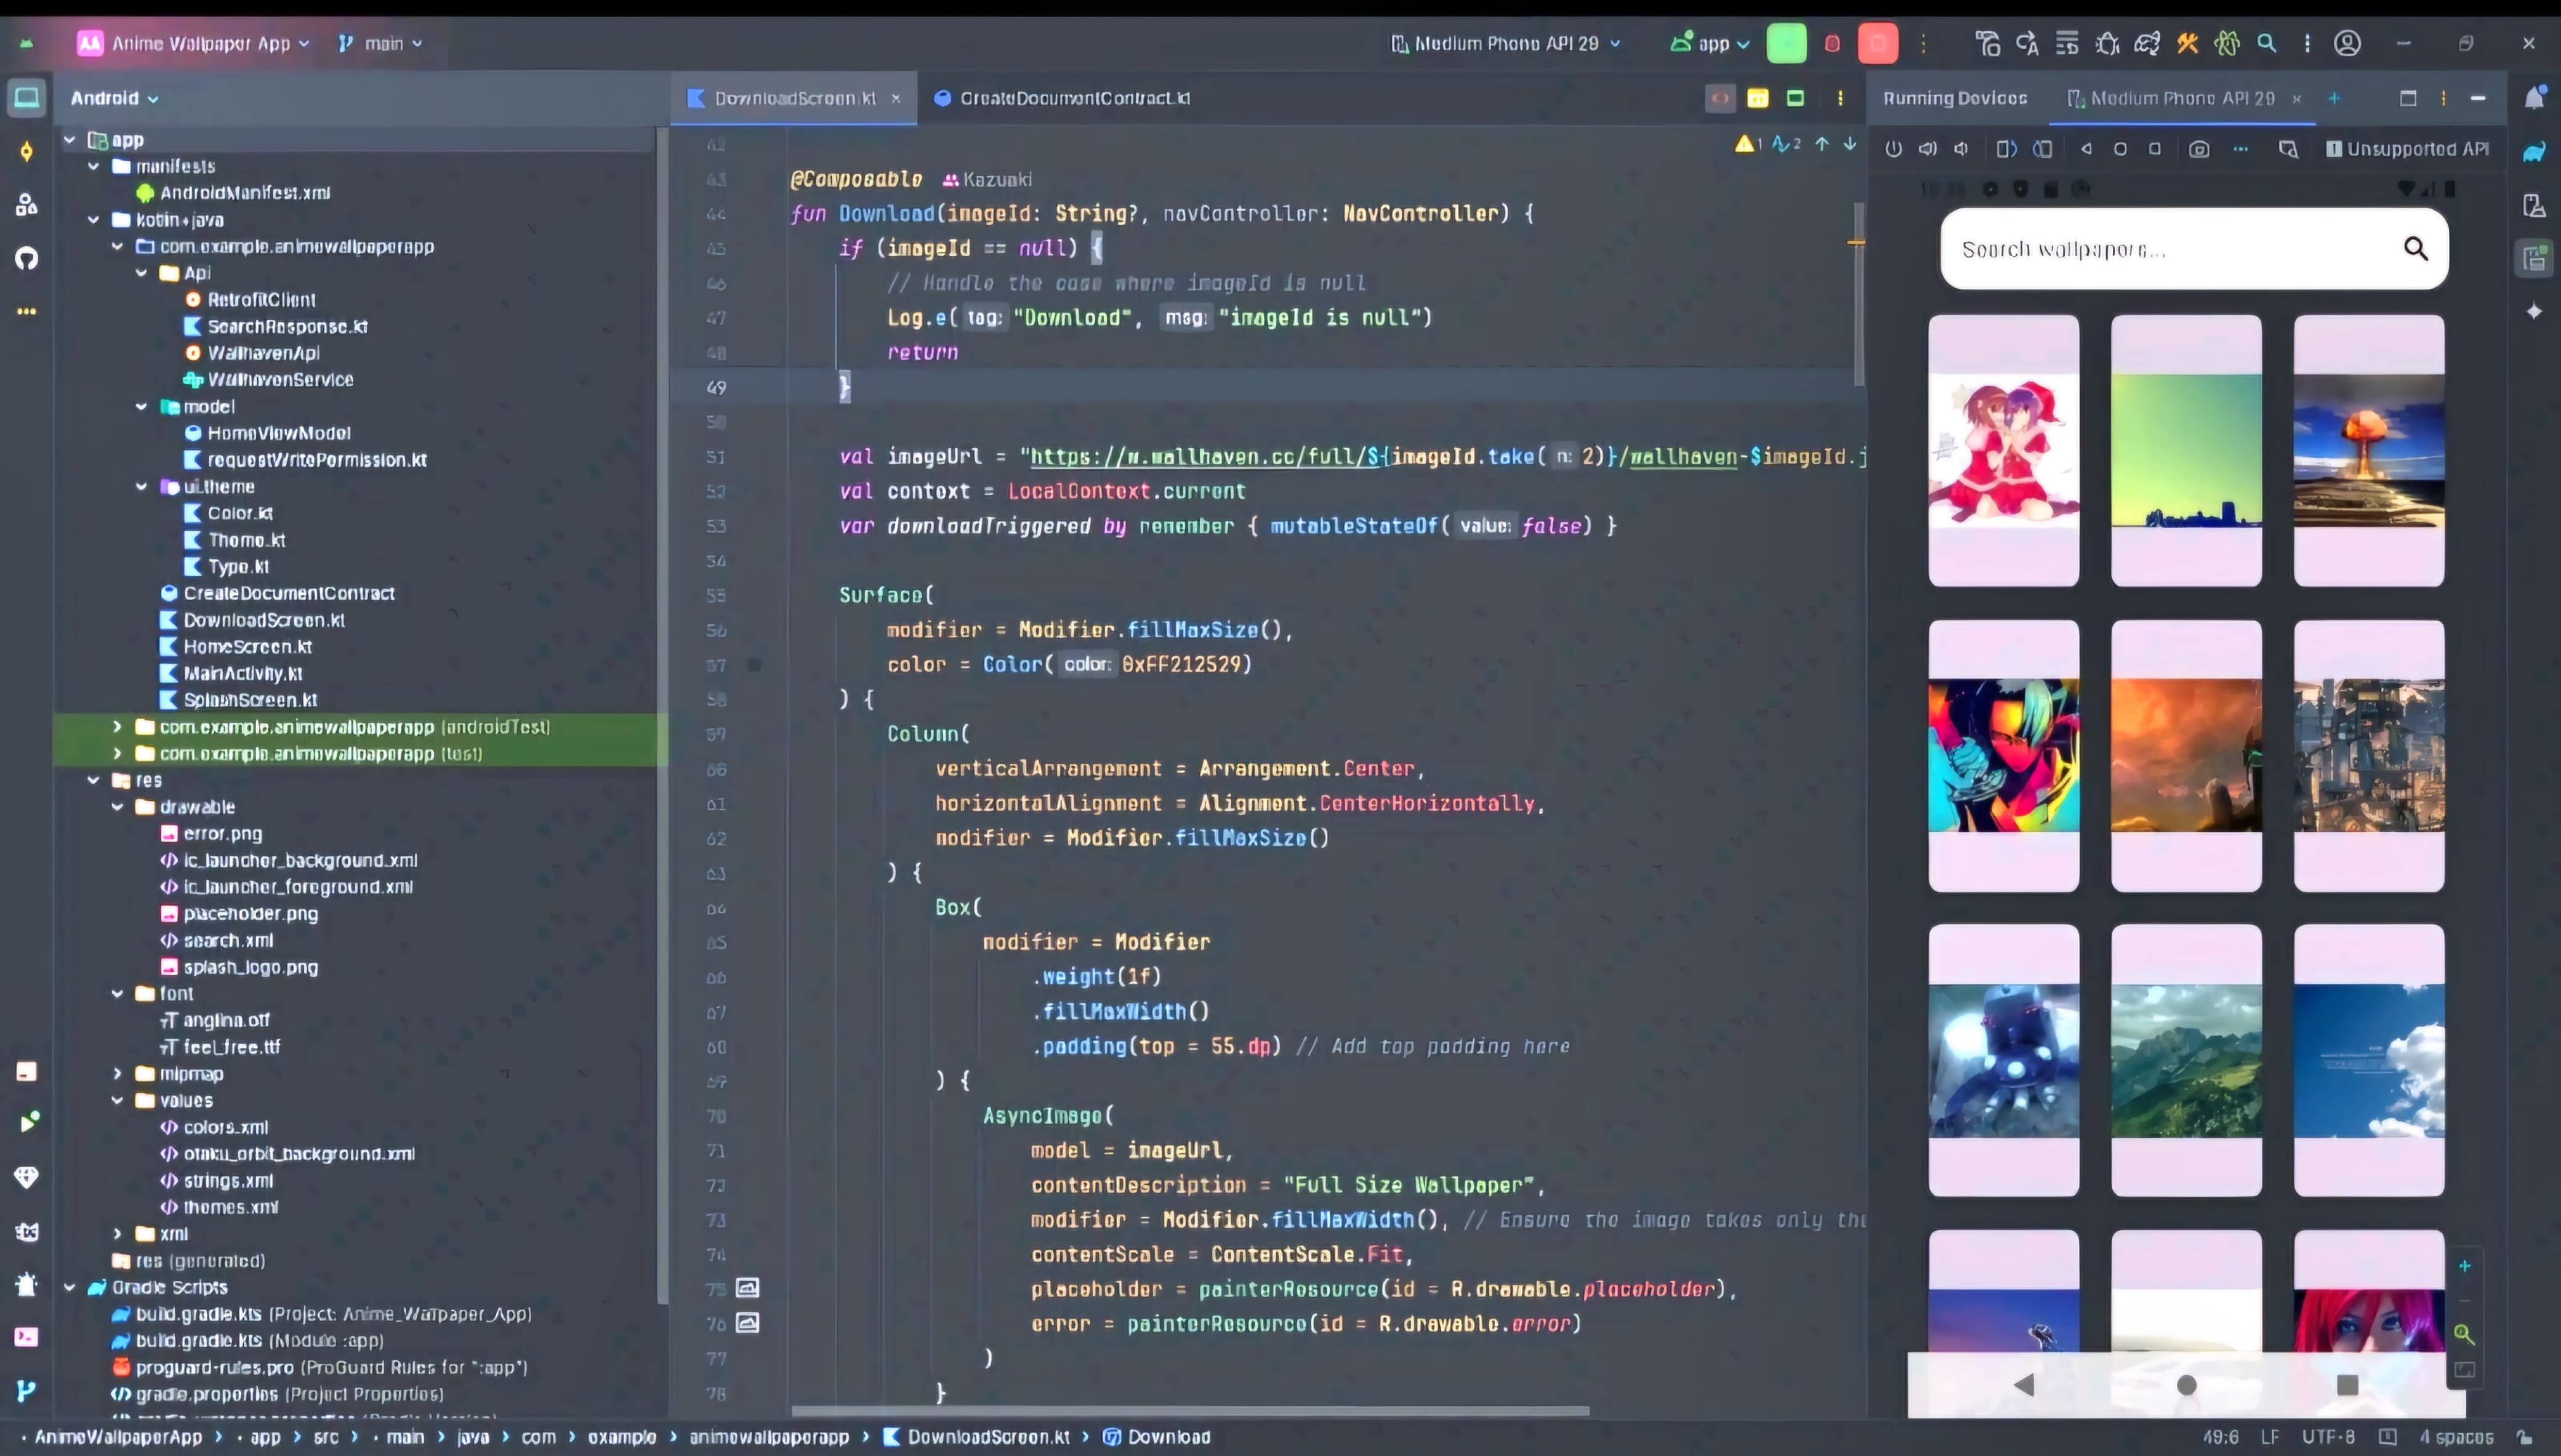 Anime Wallpaper App
main
Medium Phone API 29
app
Android
DownloadScreen.kt
CreateDocumentContract.kt
Running Devices
Medium Phone API 29
app
manifests
AndroidManifest.xml
kotlin+java
com.example.animewallpaperapp
Api
RetrofitClient
SearchResponse.kt
WallhavenApi
WallhavenService
model
HomeViewModel
requestWritePermission.kt
ui.theme
Color.kt
Theme.kt
Type.kt
CreateDocumentContract
DownloadScreen.kt
HomeScreen.kt
MainActivity.kt
SplashScreen.kt
com.example.animewallpaperapp (androidTest)
com.example.animewallpaperapp (test)
res
drawable
error.png
ic_launcher_background.xml
ic_launcher_foreground.xml
placeholder.png
search.xml
splash_logo.png
font
anglina.otf
feel_free.ttf
mipmap
values
colors.xml
otaku_orbit_background.xml
strings.xml
themes.xml
xml
res (generated)
Gradle Scripts
build.gradle.kts (Project: Anime_Wallpaper_App)
build.gradle.kts (Module :app)
proguard-rules.pro (ProGuard Rules for ":app")
gradle.properties (Project Properties)
1 2
42
43 @Composable Kazuaki
44 fun Download(imageId: String?, navController: NavController) {
45 if (imageId == null) {
46 // Handle the case where imageId is null
47 Log.e( tag: "Download", msg: "imageId is null")
48 return
49 }
50
51 val imageUrl = "https://w.wallhaven.cc/full/${imageId.take( n: 2)}/wallhaven-$imageId.j
52 val context = LocalContext.current
53 var downloadTriggered by remember { mutableStateOf( value: false) }
54
55 Surface(
56 modifier = Modifier.fillMaxSize(),
57 color = Color( color: 0xFF212529)
58 ) {
59 Column(
60 verticalArrangement = Arrangement.Center,
61 horizontalAlignment = Alignment.CenterHorizontally,
62 modifier = Modifier.fillMaxSize()
63 ) {
64 Box(
65 modifier = Modifier
66 .weight(1f)
67 .fillMaxWidth()
68 .padding(top = 55.dp) // Add top padding here
69 ) {
70 AsyncImage(
71 model = imageUrl,
72 contentDescription = "Full Size Wallpaper",
73 modifier = Modifier.fillMaxWidth(), // Ensure the image takes only the
74 contentScale = ContentScale.Fit,
75 placeholder = painterResource(id = R.drawable.placeholder),
76 error = painterResource(id = R.drawable.error)
77 )
78 }
Unsupported API
Search wallpapers...
AnimeWallpaperApp > app > src > main > java > com > example > animewallpaperapp > DownloadScreen.kt > Download
49:6 LF UTF-8 4 spaces